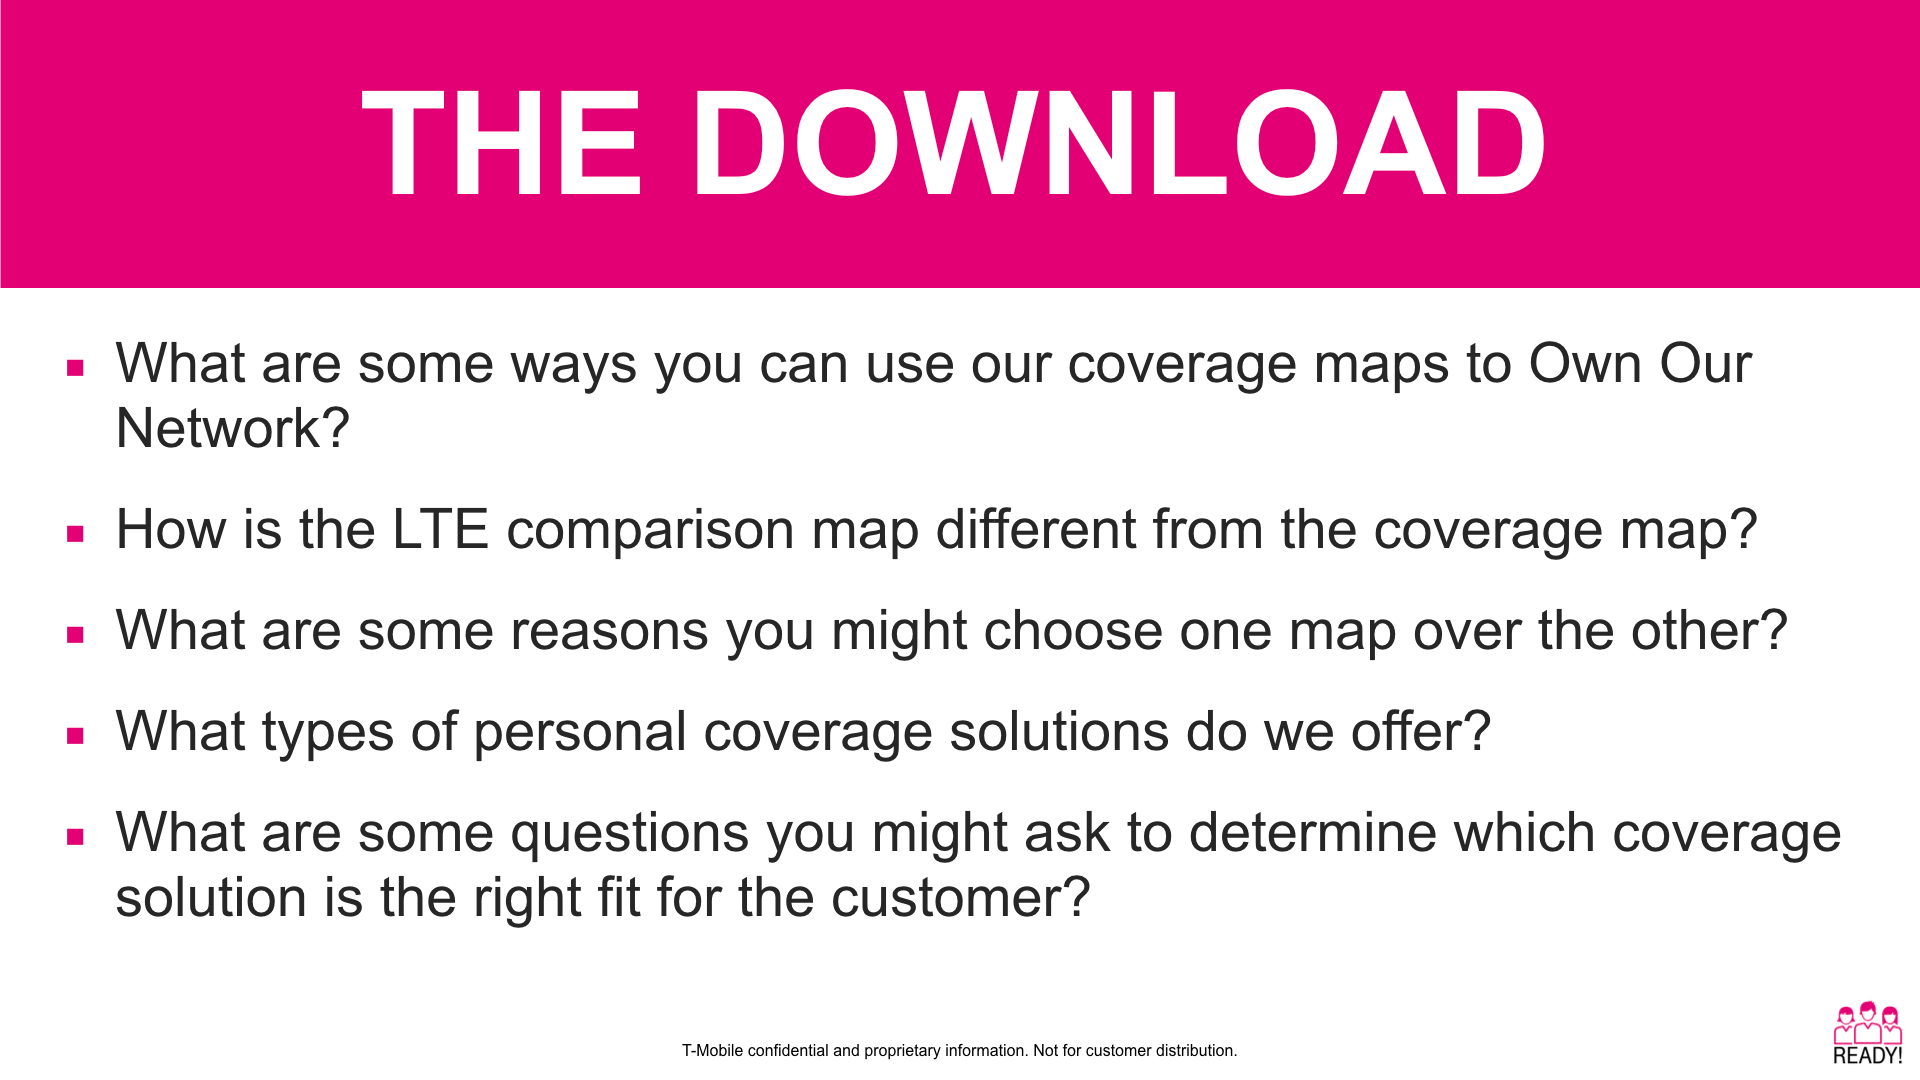 THE DOWNLOAD
What are some ways you can use our coverage maps to Own Our
Network?
How is the LTE comparison map different from the coverage map?
What are some reasons you might choose one map over the other?
What types of personal coverage solutions do we offer?
What are some questions you might ask to determine which coverage
solution is the right fit for the customer?
T-Mobile confidential and proprietary information. Not for customer distribution.
READY!